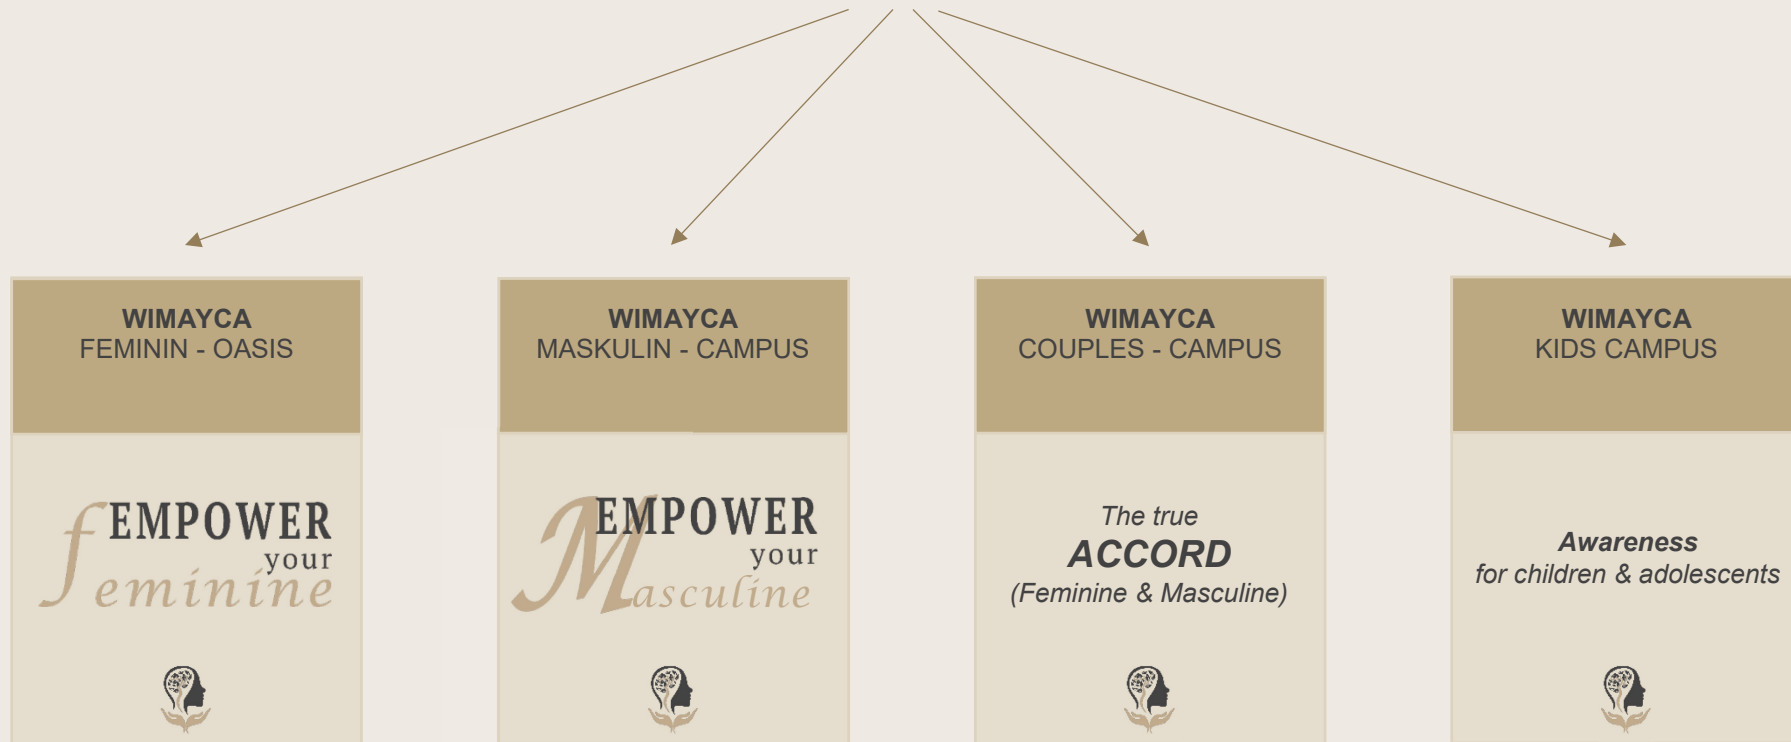 WIMAYCA
FEMININ - OASIS
EMPOWER
your
feminine
WIMAYCA
MASKULIN - CAMPUS
EMPOWER
your
Masculine
WIMAYCA
COUPLES - CAMPUS
The true
ACCORD
(Feminine & Masculine)
WIMAYCA
KIDS CAMPUS
Awareness
for children & adolescents